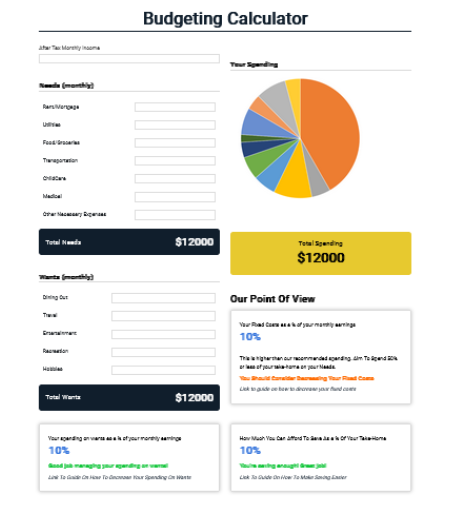 Budgeting Calculator
After Tax Monthly Income
Needs (monthly)
Rent/Mortgage
Utilities
Food/Groceries
Transportation
ChildCare
Medical
Other Necessary Expenses
Total Needs $12000
Wants (monthly)
Dining Out
Travel
Entertainment
Recreation
Hobbies
Total Wants $12000
Your spending on wants as a % of your monthly earnings
10%
Good job managing your spending on wants!
Link To Guide On How To Decrease Your Spending On Wants
Your Spending
Total Spending
$12000
Our Point Of View
Your Fixed Costs as a % of your monthly earnings
10%
This is higher than our recommended spending. Aim To Spend 50%
or less of your take-home on your Needs.
You Should Consider Decreasing Your Fixed Costs
Link to guide on how to decrease your fixed costs
How Much You Can Afford To Save As a % Of Your Take-Home
10%
You're saving enough! Great job!
Link To Guide On How To Make Saving Easier